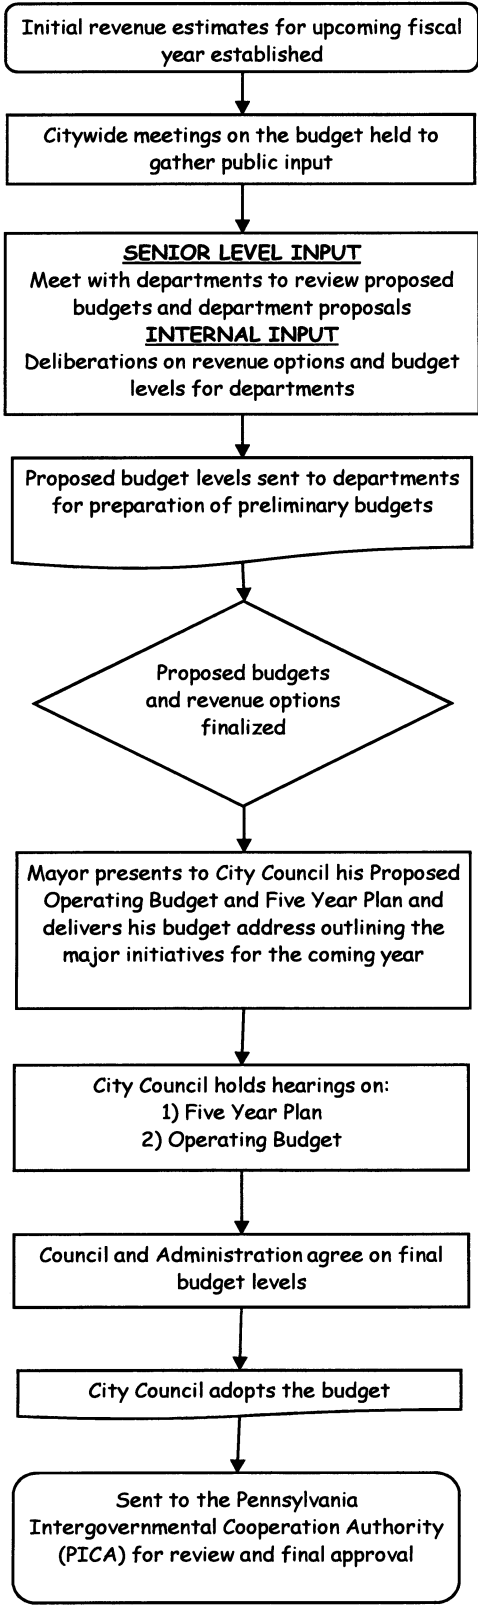 Initial revenue estimates for upcoming fiscal
year established
Citywide meetings on the budget held to
gather public input
SENIOR LEVEL INPUT
Meet with departments to review proposed
budgets and department proposals
INTERNAL INPUT
Deliberations on revenue options and budget
levels for departments
Proposed budget levels sent to departments
for preparation of preliminary budgets
Proposed budgets
and revenue options
finalized
Mayor presents to City Council his Proposed
Operating Budget and Five Year Plan and
delivers his budget address outlining the
major initiatives for the coming year
City Council holds hearings on:
1) Five Year Plan
2) Operating Budget
Council and Administration agree on final
budget levels
City Council adopts the budget
Sent to the Pennsylvania
Intergovernmental Cooperation Authority
(PICA) for review and final approval